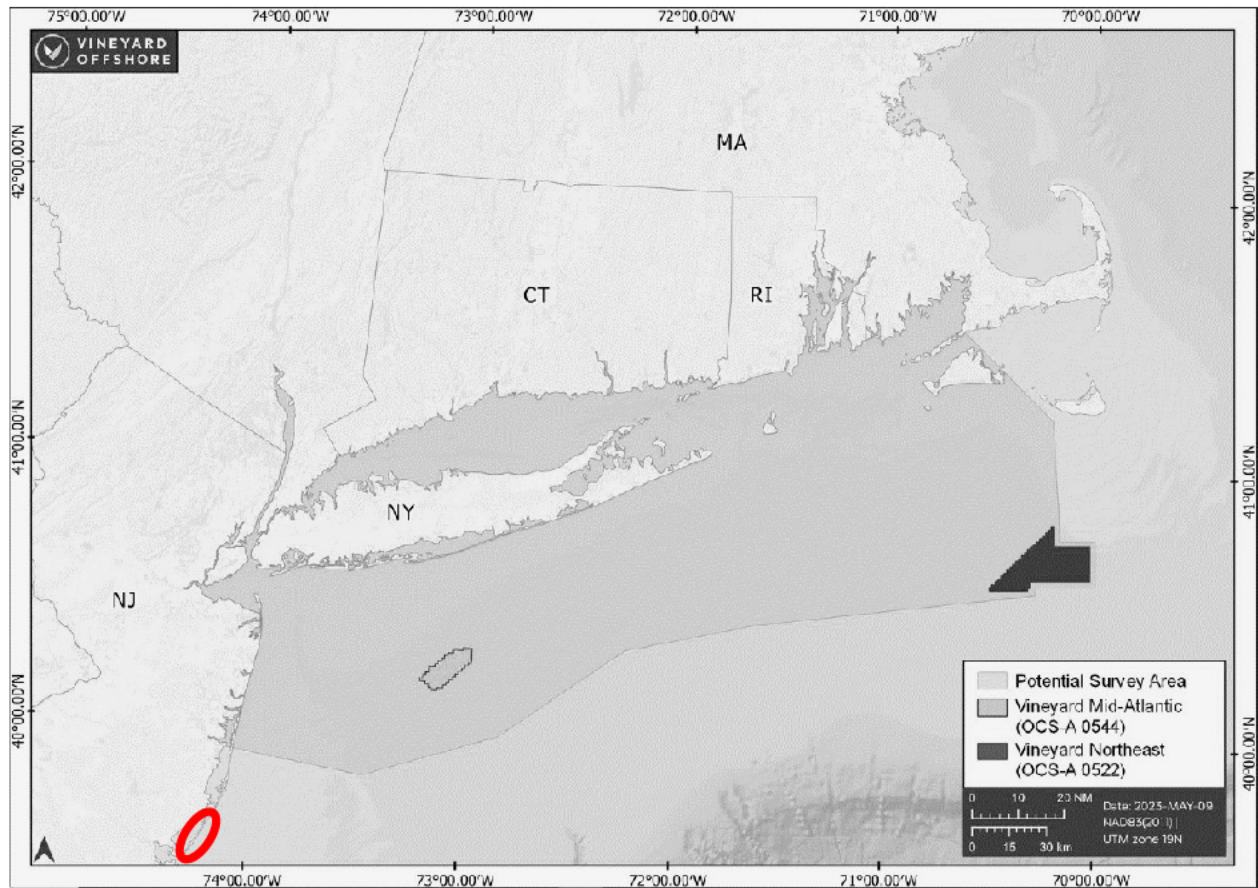 75°00.00'W 74°00.00'W 73°00.00'W 72°00.00'W 71°00.00'W 70°00.00'W
VINEYARD
OFFSHORE
MA
42°00.00'N
42°00.00'N
CT
RI
41°00.00'N
41°00.00'N
NY
NJ
40°00.00'N
40°00.00'N
Potential Survey Area
Vineyard Mid-Atlantic
(OCS-A 0544)
Vineyard Northeast
(OCS-A 0522)
0 10 20 NM
0 15 30 km
Date: 2023-MAY-09
NAD83(2011) |
UTM zone 19N
74°00.00'W 73°00.00'W 72°00.00'W 71°00.00'W 70°00.00'W